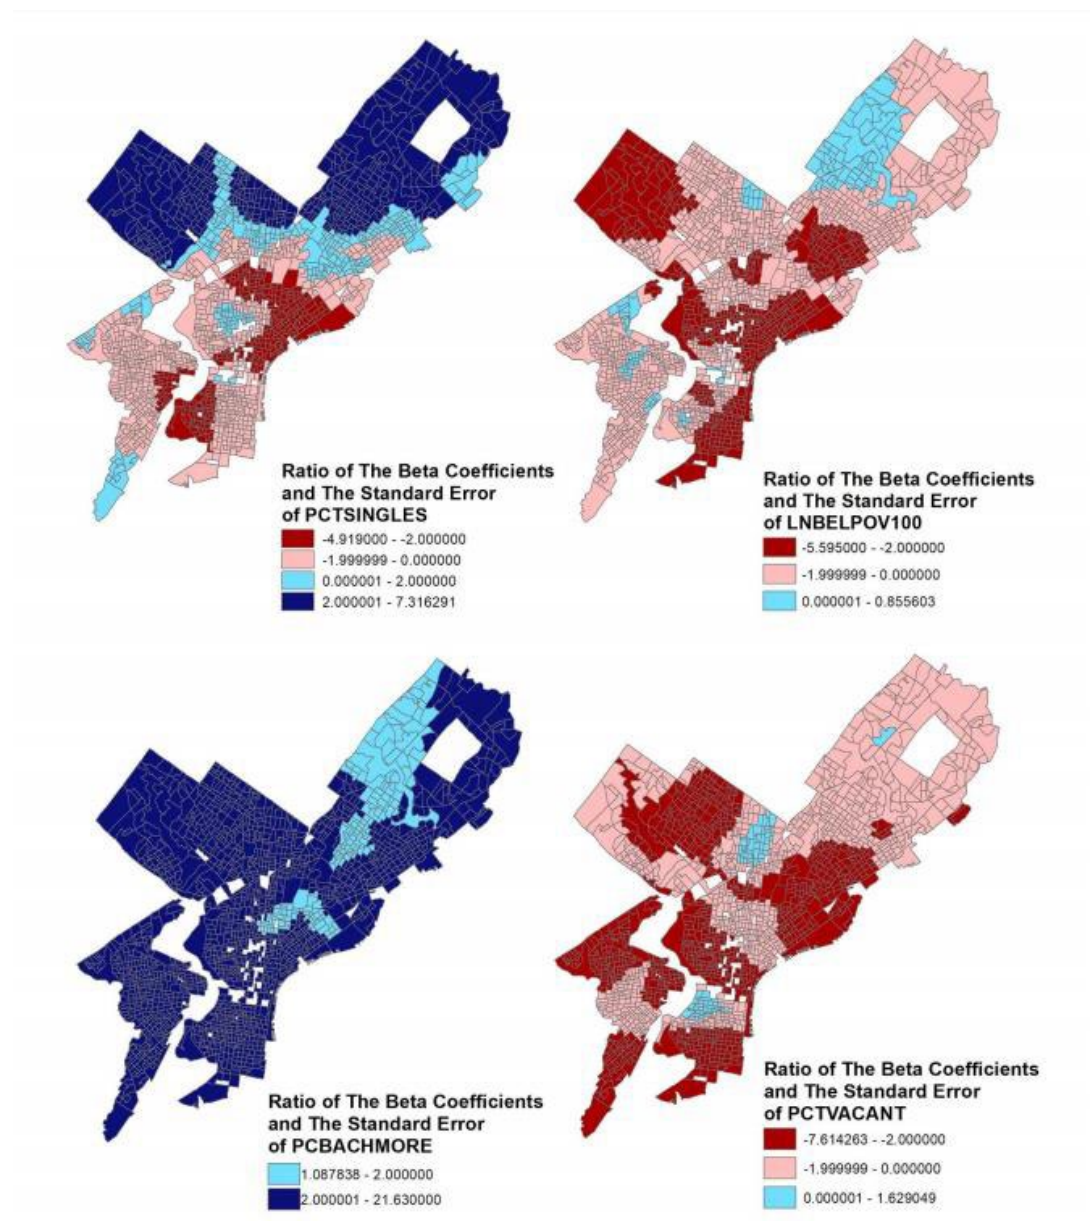 Ratio of The Beta Coefficients
and The Standard Error
of PCTSINGLES
-4.919000 - -2.000000
-1.999999 - 0.000000
0.000001 - 2.000000
2.000001 - 7.316291
Ratio of The Beta Coefficients
and The Standard Error
of LNBELPOV100
-5.595000 - -2.000000
-1.999999 - 0.000000
0.000001 - 0.855603
Ratio of The Beta Coefficients
and The Standard Error
of PCBACHMORE
1.087838 - 2.000000
2.000001 - 21.630000
Ratio of The Beta Coefficients
and The Standard Error
of PCTVACANT
-7.614263 - -2.000000
-1.999999 - 0.000000
0.000001 - 1.629049